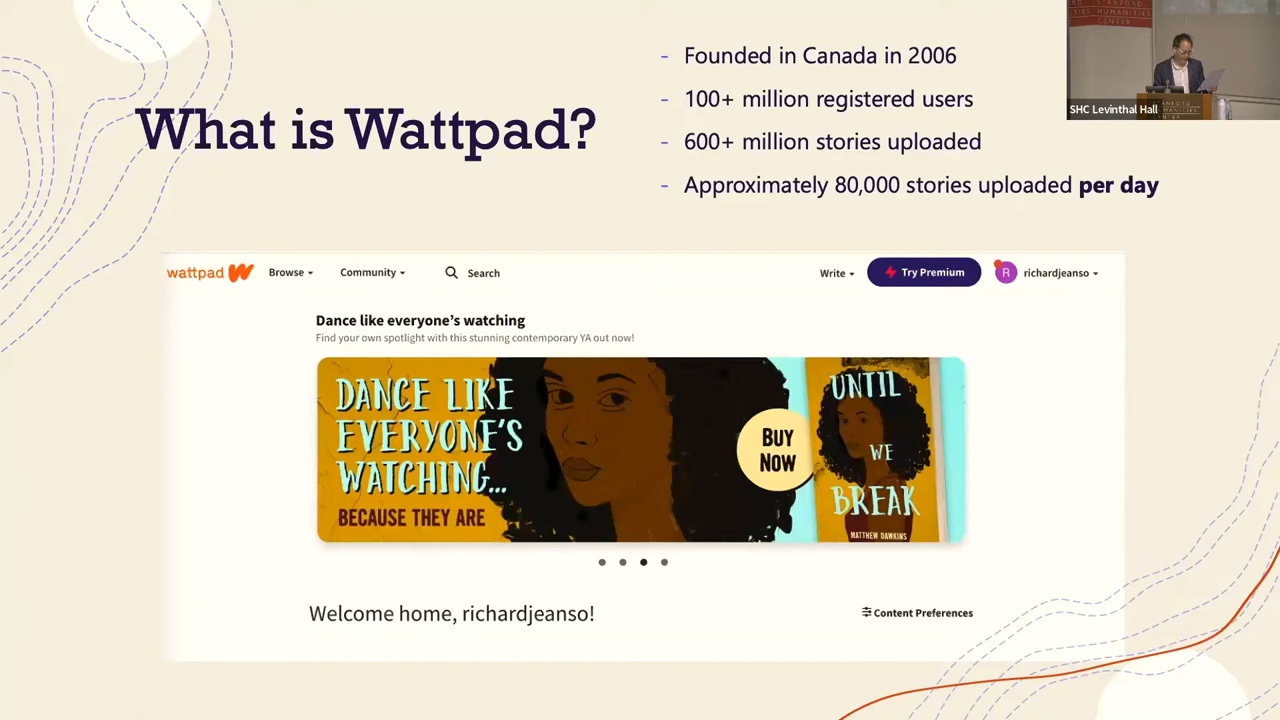 What is Wattpad?
- Founded in Canada in 2006
- 100+ million registered users
- 600+ million stories uploaded
- Approximately 80,000 stories uploaded per day
STANFORD
HUMANITIES
CENTER
SHC Levinthal Hall
wattpad
Browse
Community
Search
Write
Try Premium
R
richardjeanso
Dance like everyone's watching
Find your own spotlight with this stunning contemporary YA out now!
DANCE LIKE
EVERYONE'S
WATCHING...
BECAUSE THEY ARE
BUY
NOW
UNTIL
WE
BREAK
MATTHEW DAWKINS
Welcome home, richardjeanso!
Content Preferences